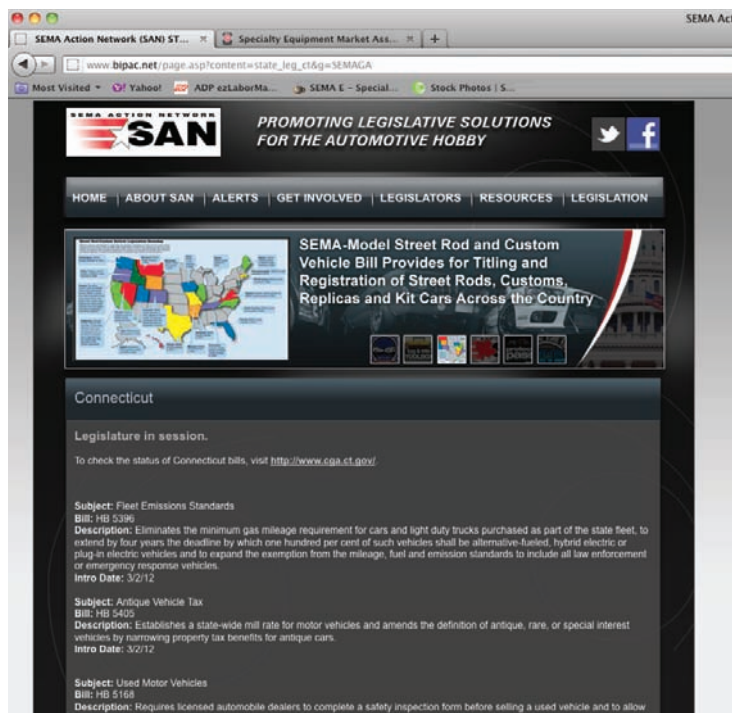 SEMA Act
SEMA Action Network (SAN) ST...
Specialty Equipment Market Ass...
www.bipac.net/page.asp?content=state_leg_ct&g=SEMAGA
Most Visited Yahoo! ADP ezLaborMa... SEMA E – Special... Stock Photos | S...
SEMA ACTION NETWORK
SAN
PROMOTING LEGISLATIVE SOLUTIONS
FOR THE AUTOMOTIVE HOBBY
HOME | ABOUT SAN | ALERTS | GET INVOLVED | LEGISLATORS | RESOURCES | LEGISLATION
SEMA-Model Street Rod and Custom
Vehicle Bill Provides for Titling and
Registration of Street Rods, Customs,
Replicas and Kit Cars Across the Country
Connecticut
Legislature in session.
To check the status of Connecticut bills, visit http://www.cga.ct.gov/.
Subject: Fleet Emissions Standards
Bill: HB 5396
Description: Eliminates the minimum gas mileage requirement for cars and light duty trucks purchased as part of the state fleet, to
extend by four years the deadline by which one hundred per cent of such vehicles shall be alternative-fueled, hybrid electric or
plug-in electric vehicles and to expand the exemption from the mileage, fuel and emission standards to include all law enforcement
or emergency response vehicles.
Intro Date: 3/2/12
Subject: Antique Vehicle Tax
Bill: HB 5405
Description: Establishes a state-wide mill rate for motor vehicles and amends the definition of antique, rare, or special interest
vehicles by narrowing property tax benefits for antique cars.
Intro Date: 3/2/12
Subject: Used Motor Vehicles
Bill: HB 5168
Description: Requires licensed automobile dealers to complete a safety inspection form before selling a used vehicle and to allow